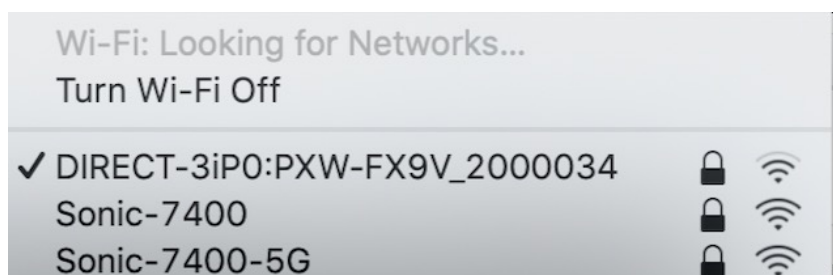 Wi-Fi: Looking for Networks...
Turn Wi-Fi Off
✓ DIRECT-3iP0:PXW-FX9V_2000034
Sonic-7400
Sonic-7400-5G